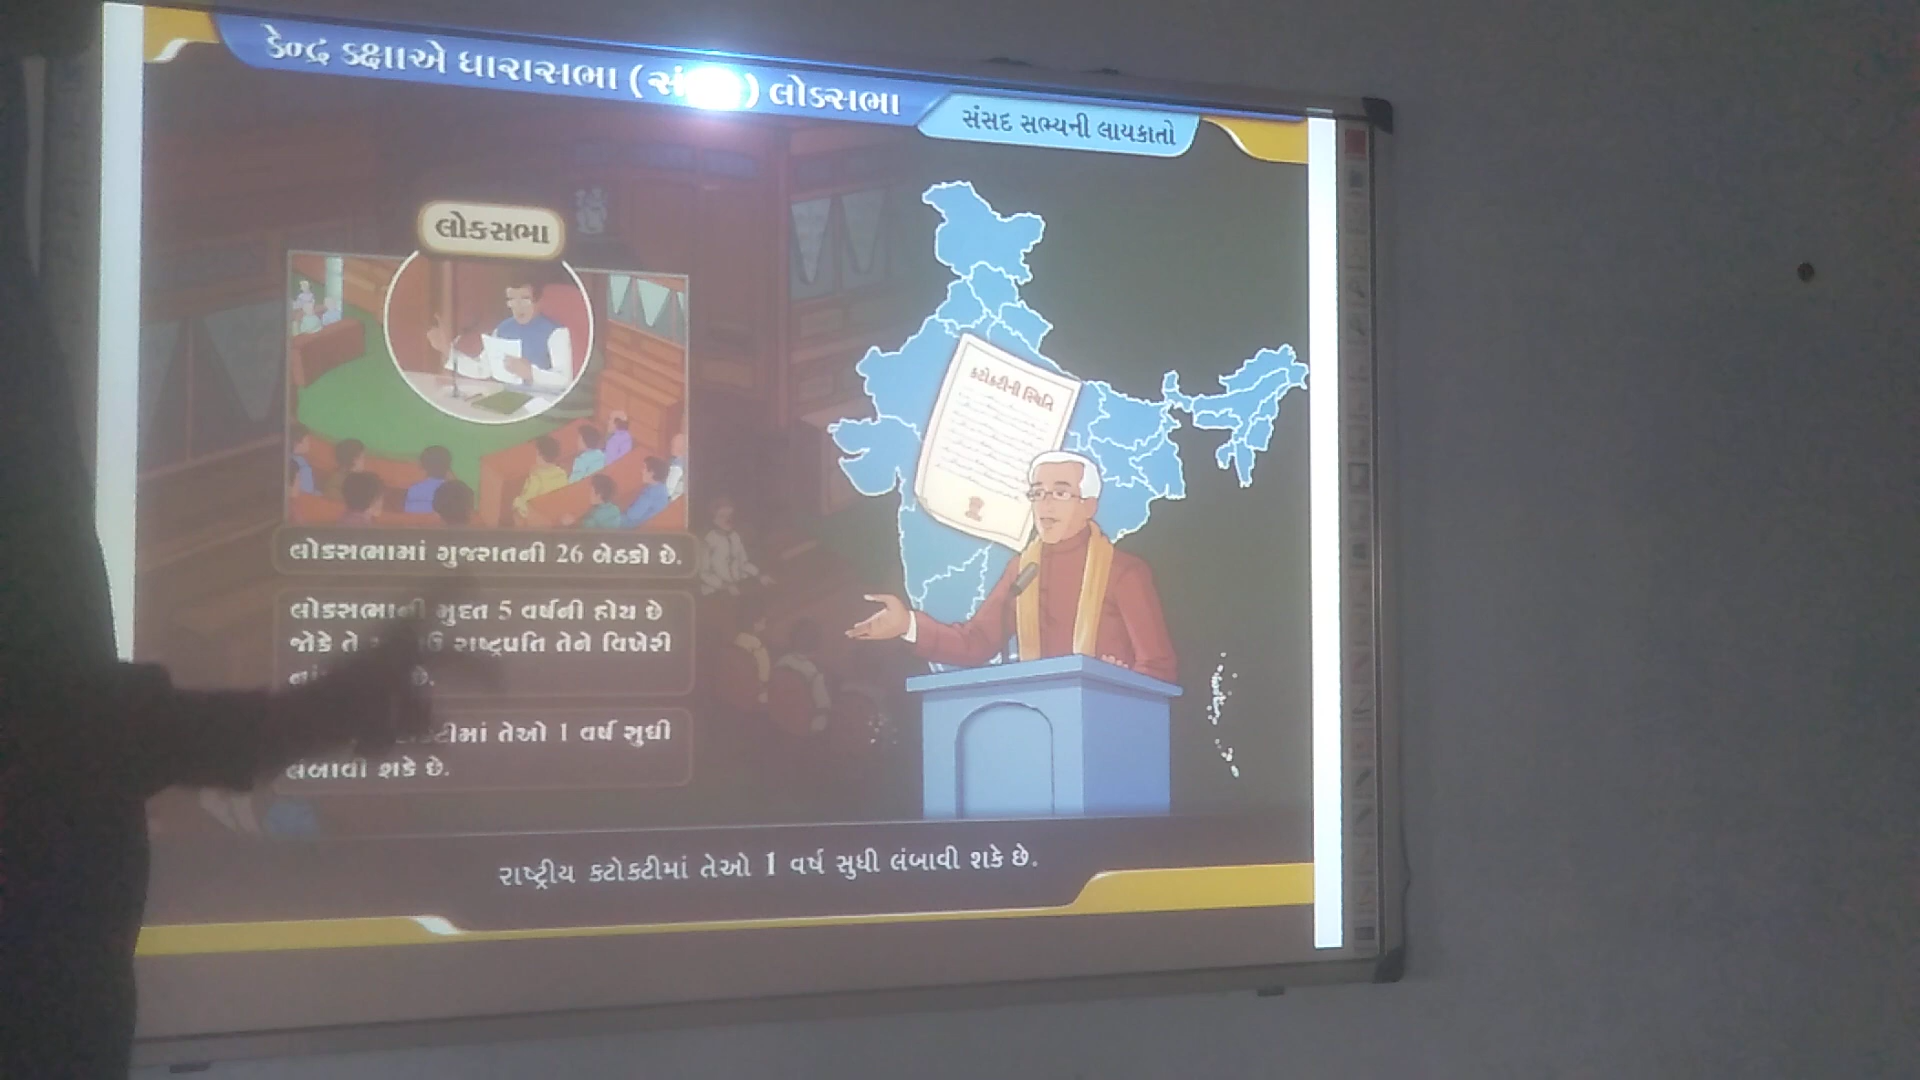 કેન્દ્ર કક્ષાએ ધારાસભા ( ) લોકસભા
સંસદ સભ્યની લાયકાતો
લોકસભા
કટોકટીની સ્થિતિ
લોકસભામાં ગુજરાતની 26 બેઠકો છે.
લોકસભાની મુદત 5 વર્ષની હોય છે
જોકે તે રાષ્ટ્રપતિ તેને વિખેરી
છે.
તેઓ 1 વર્ષ સુધી
લંબાવી શકે છે.
રાષ્ટ્રીય કટોકટીમાં તેઓ 1 વર્ષ સુધી લંબાવી શકે છે.